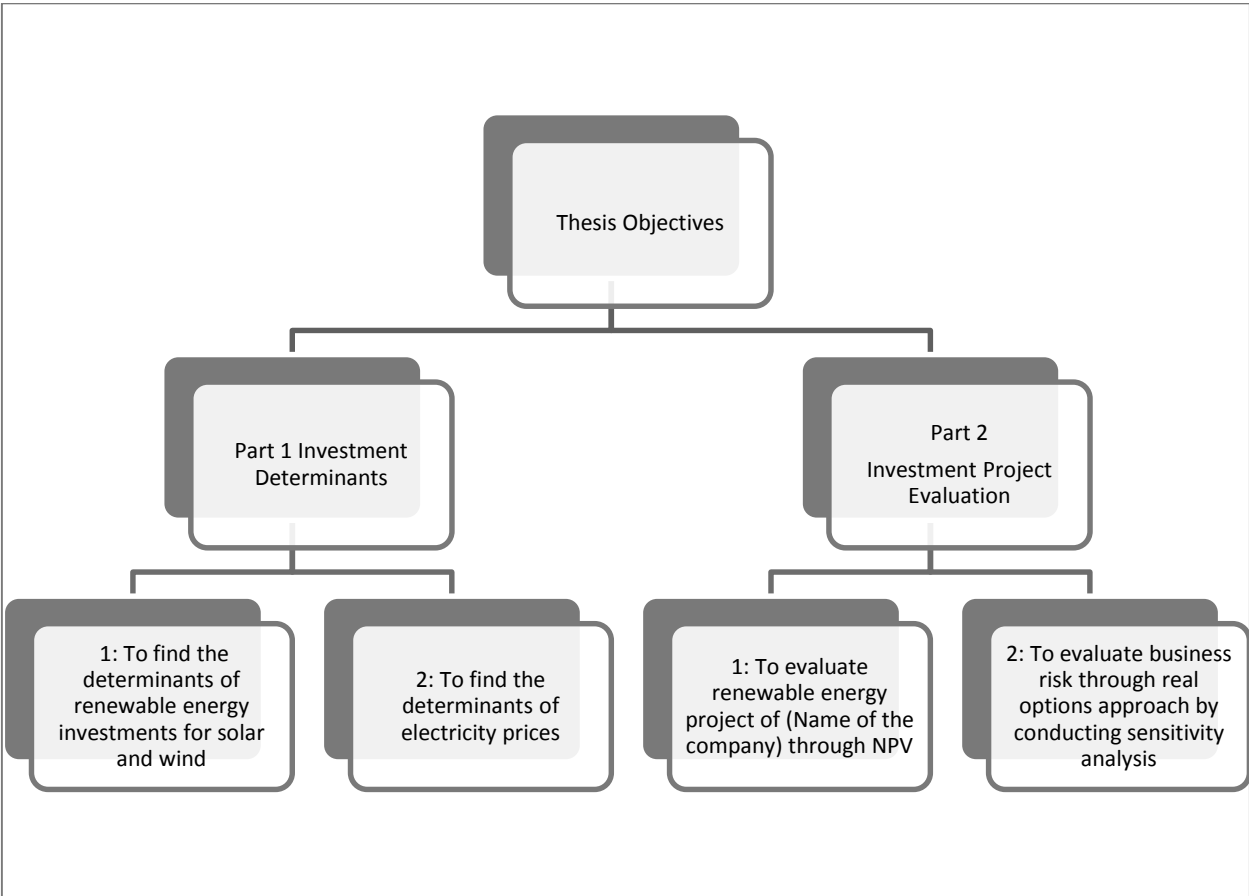 Thesis Objectives
Part 1 Investment
Determinants
Part 2
Investment Project
Evaluation
1: To find the
determinants of
renewable energy
investments for solar
and wind
2: To find the
determinants of
electricity prices
1: To evaluate
renewable energy
project of (Name of the
company) through NPV
2: To evaluate business
risk through real
options approach by
conducting sensitivity
analysis